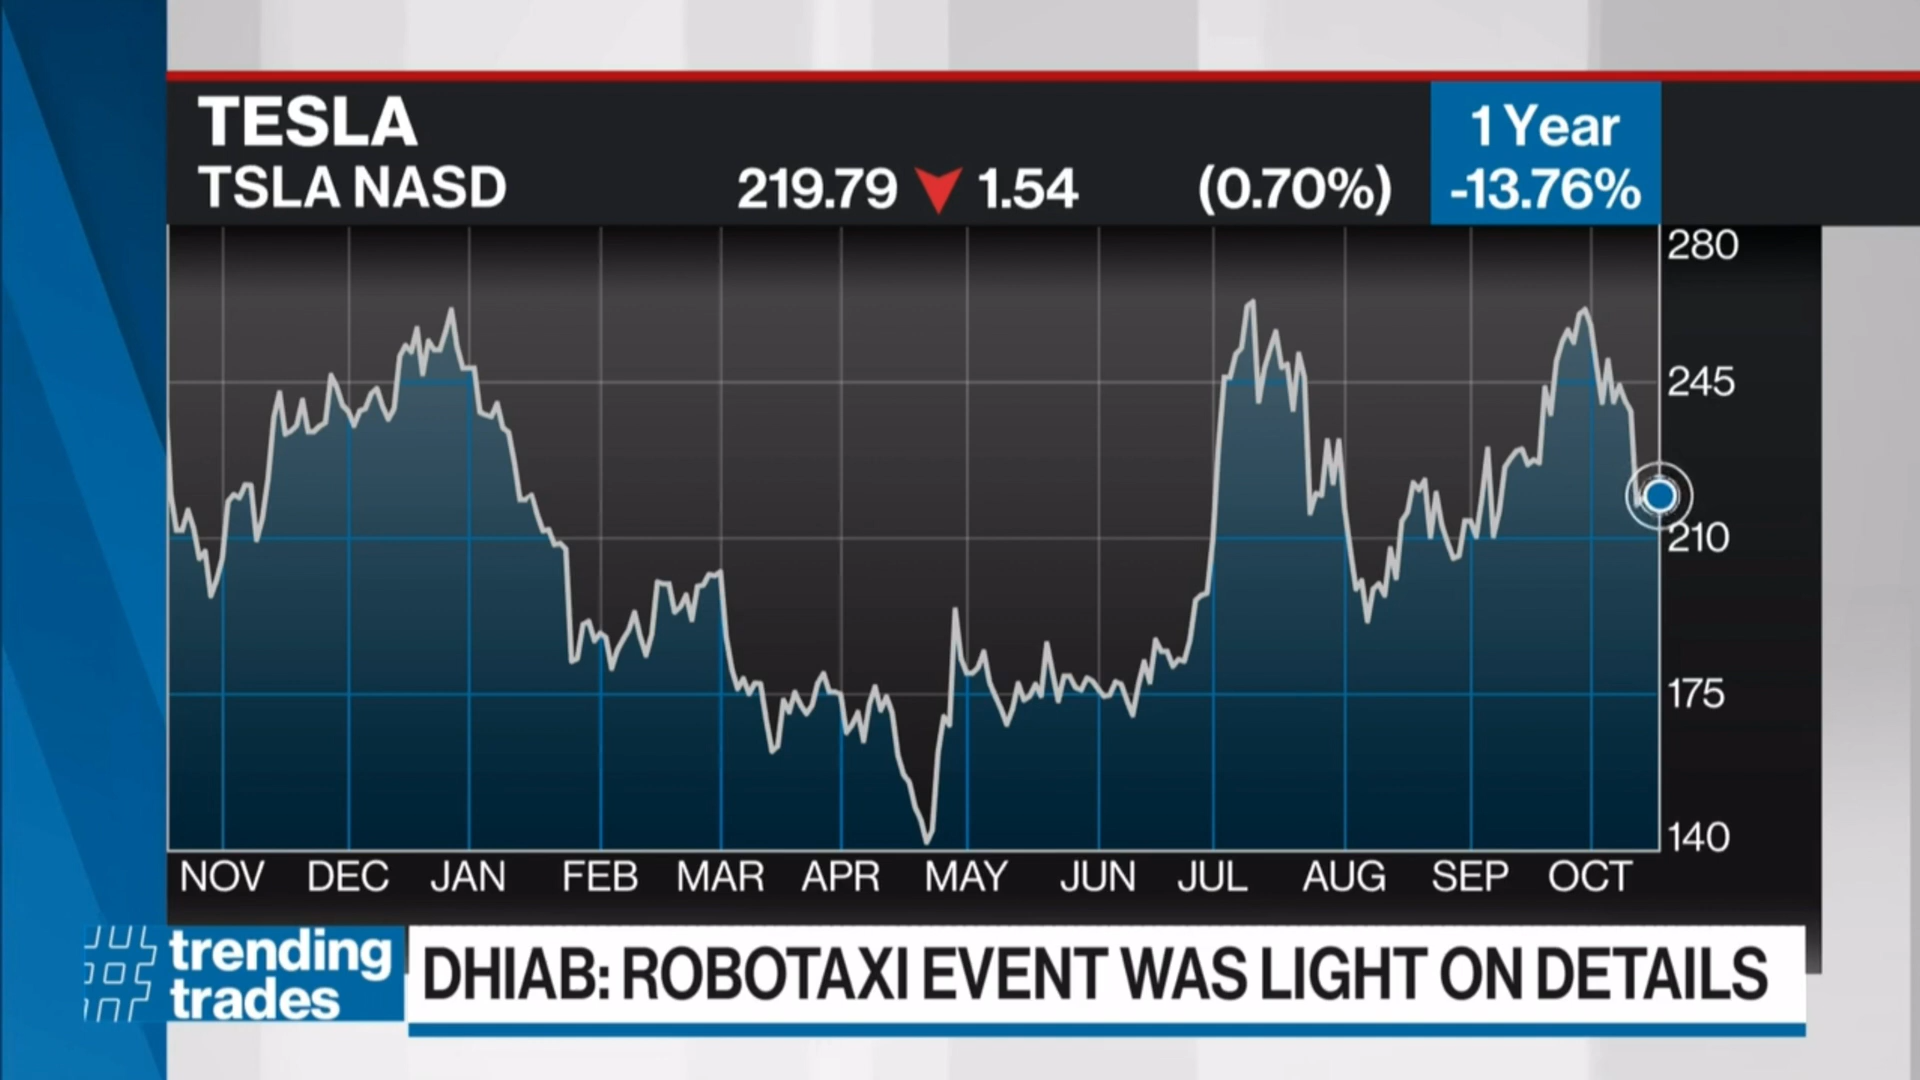 TESLA
TSLA NASD 219.79 1.54 (0.70%)
1 Year
-13.76%
280
245
210
175
140
NOV DEC JAN FEB MAR APR MAY JUN JUL AUG SEP OCT
trending
trades
DHIAB: ROBOTAXI EVENT WAS LIGHT ON DETAILS